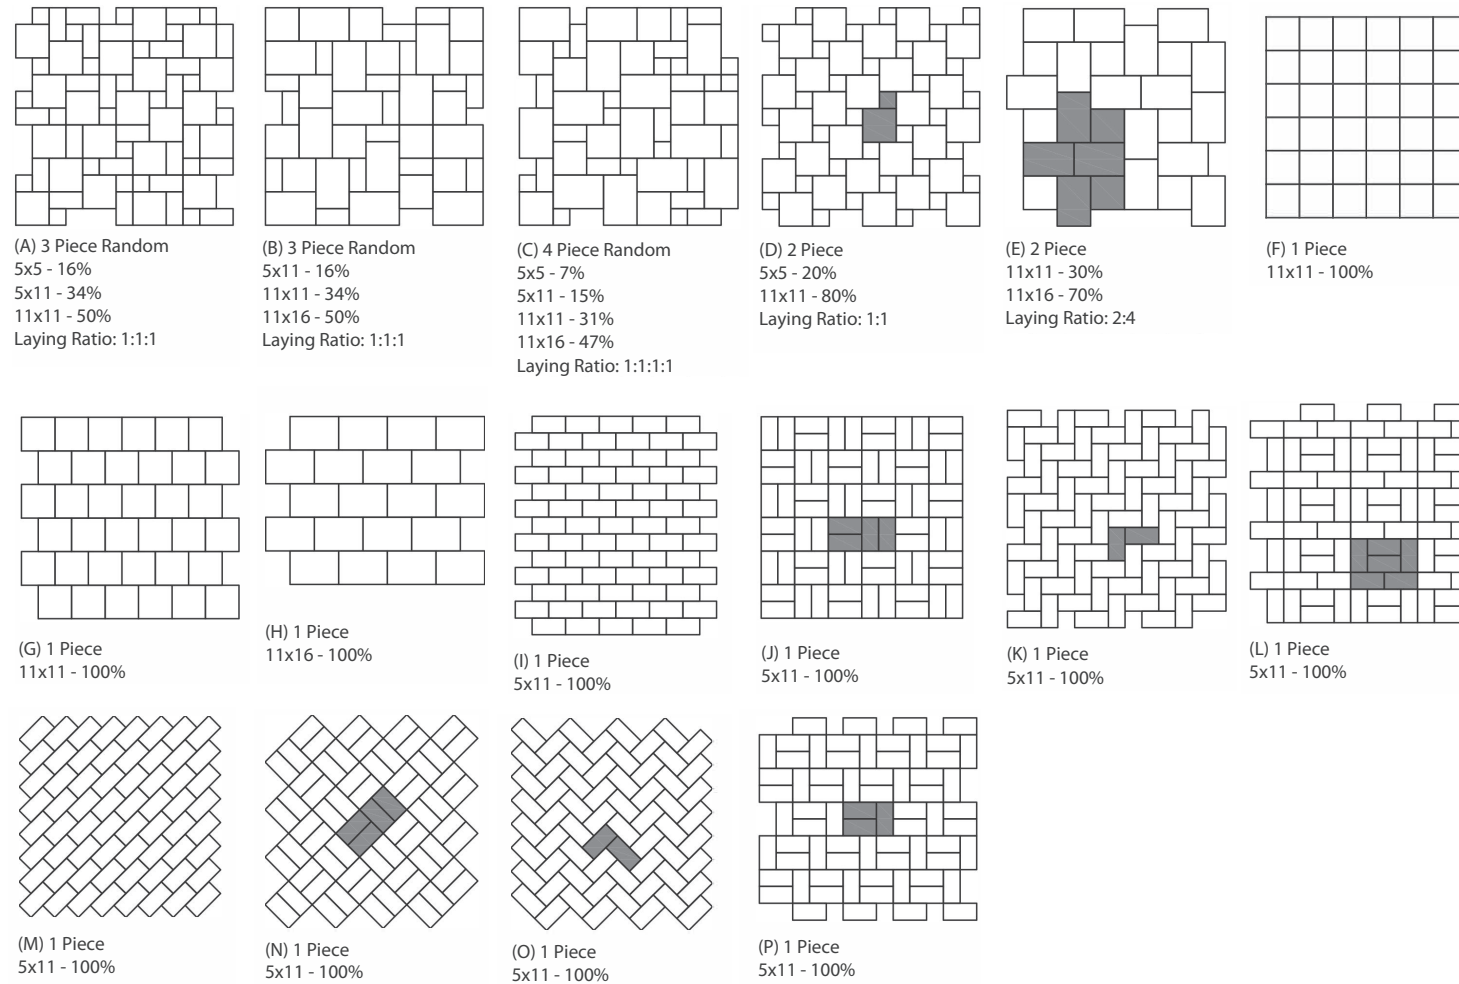 (A) 3 Piece Random
5x5 - 16%
5x11 - 34%
11x11 - 50%
Laying Ratio: 1:1:1
(B) 3 Piece Random
5x11 - 16%
11x11 - 34%
11x16 - 50%
Laying Ratio: 1:1:1
(C) 4 Piece Random
5x5 - 7%
5x11 - 15%
11x11 - 31%
11x16 - 47%
Laying Ratio: 1:1:1:1
(D) 2 Piece
5x5 - 20%
11x11 - 80%
Laying Ratio: 1:1
(E) 2 Piece
11x11 - 30%
11x16 - 70%
Laying Ratio: 2:4
(F) 1 Piece
11x11 - 100%
(G) 1 Piece
11x11 - 100%
(H) 1 Piece
11x16 - 100%
(I) 1 Piece
5x11 - 100%
(J) 1 Piece
5x11 - 100%
(K) 1 Piece
5x11 - 100%
(L) 1 Piece
5x11 - 100%
(M) 1 Piece
5x11 - 100%
(N) 1 Piece
5x11 - 100%
(O) 1 Piece
5x11 - 100%
(P) 1 Piece
5x11 - 100%